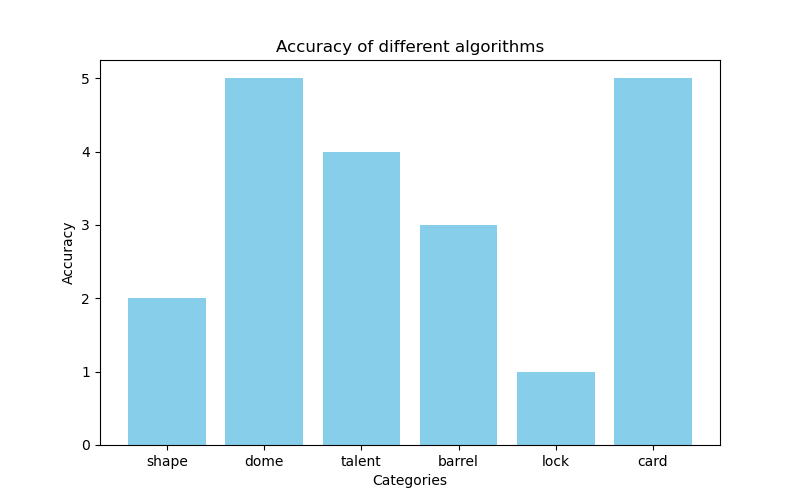 Accuracy of different algorithms
Accuracy
5
4
3
2
1
0
shape dome talent barrel lock card
Categories